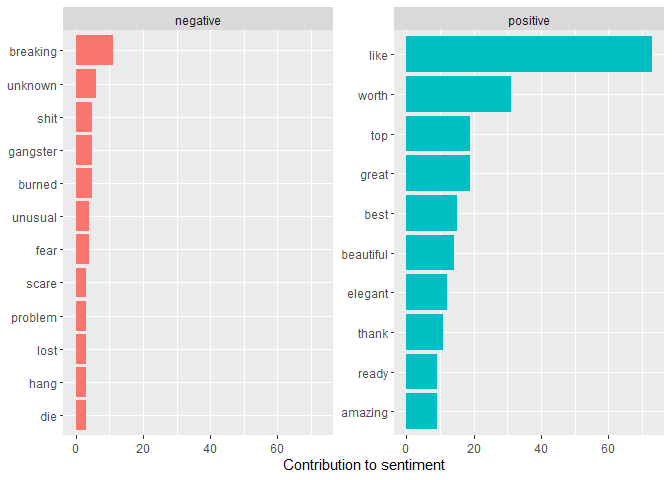 negative
breaking
unknown
shit
gangster
burned
unusual
fear
scare
problem
lost
hang
die
0 20 40 60
positive
like
worth
top
great
best
beautiful
elegant
thank
ready
amazing
0 20 40 60
Contribution to sentiment